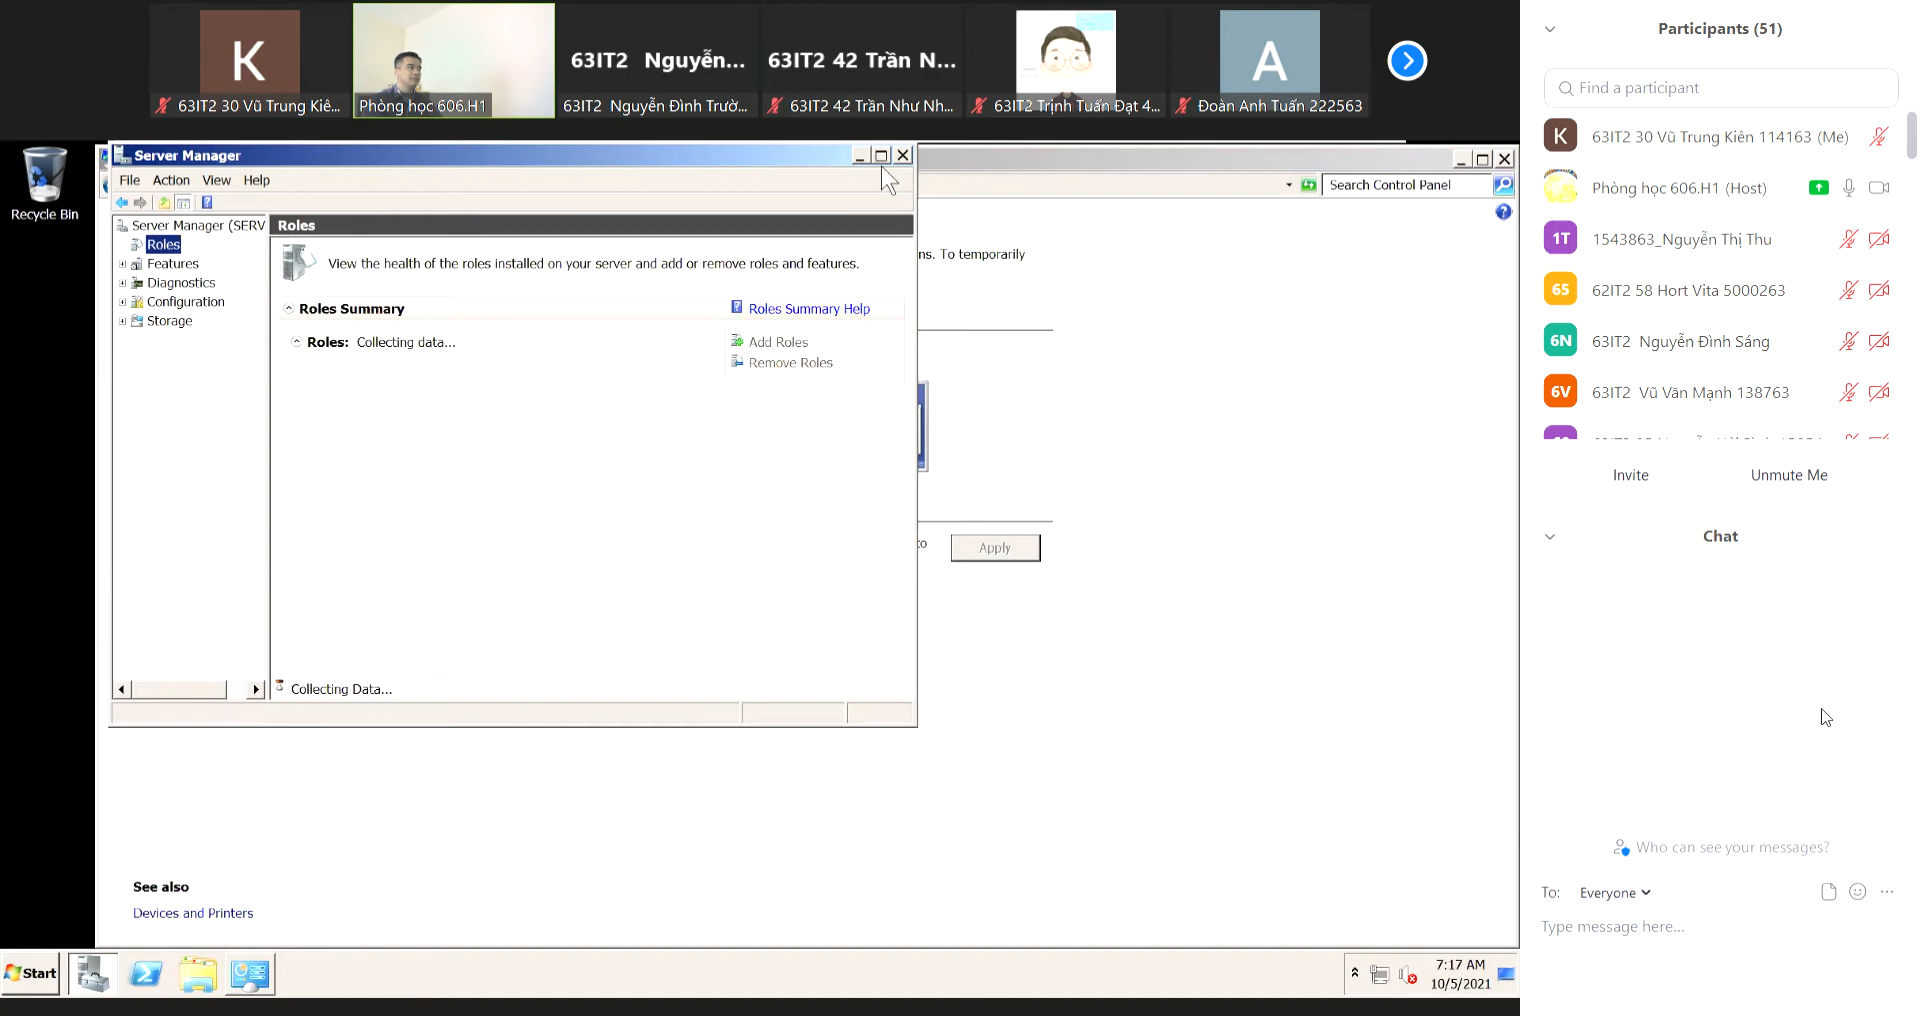 K
63IT2 30 Vũ Trung Kiê...
Phòng học 606.H1
63IT2 Nguyễn...
63IT2 Nguyễn Đình Trườ...
63IT2 42 Trần N...
63IT2 42 Trần Như Nh...
63IT2 Trịnh Tuấn Đạt 4...
A
Đoàn Anh Tuấn 222563
Recycle Bin
Server Manager
File Action View Help
Server Manager (SERV
Roles
Features
Diagnostics
Configuration
Storage
Roles
View the health of the roles installed on your server and add or remove roles and features.
Roles Summary
Roles Summary Help
Roles: Collecting data...
Add Roles
Remove Roles
Collecting Data...
Search Control Panel
ns. To temporarily
to
Apply
See also
Devices and Printers
Start
7:17 AM
10/5/2021
Participants (51)
Find a participant
K 63IT2 30 Vũ Trung Kiên 114163 (Me)
Phòng học 606.H1 (Host)
1T 1543863_Nguyễn Thị Thu
65 62IT2 58 Hort Vita 5000263
6N 63IT2 Nguyễn Đình Sáng
6V 63IT2 Vũ Văn Mạnh 138763
Invite
Unmute Me
Chat
Who can see your messages?
To: Everyone
Type message here...